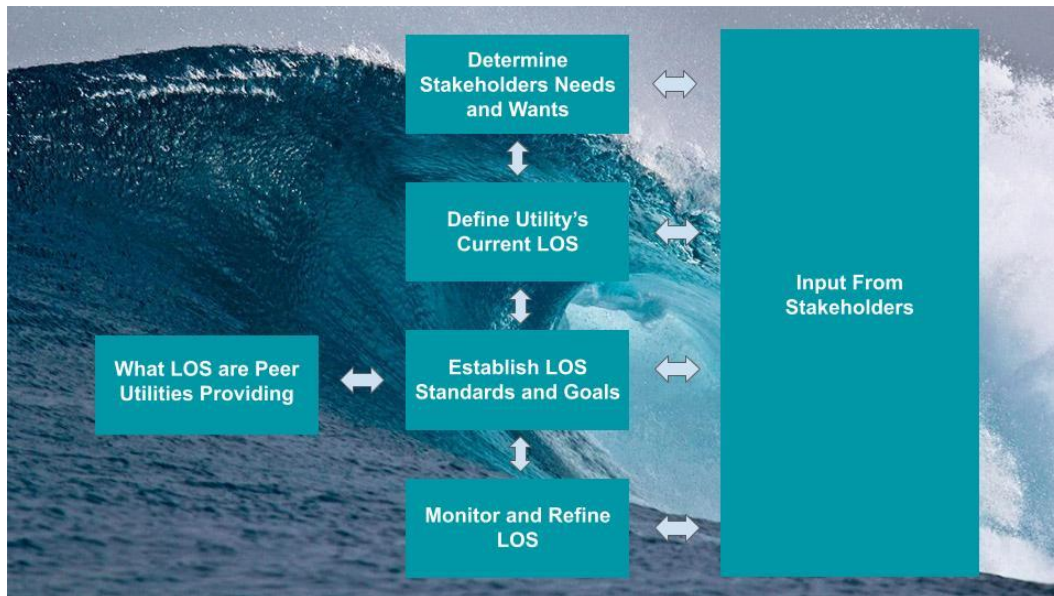 Determine
Stakeholders Needs
and Wants
Define Utility’s
Current LOS
Input From
Stakeholders
What LOS are Peer
Utilities Providing
Establish LOS
Standards and Goals
Monitor and Refine
LOS